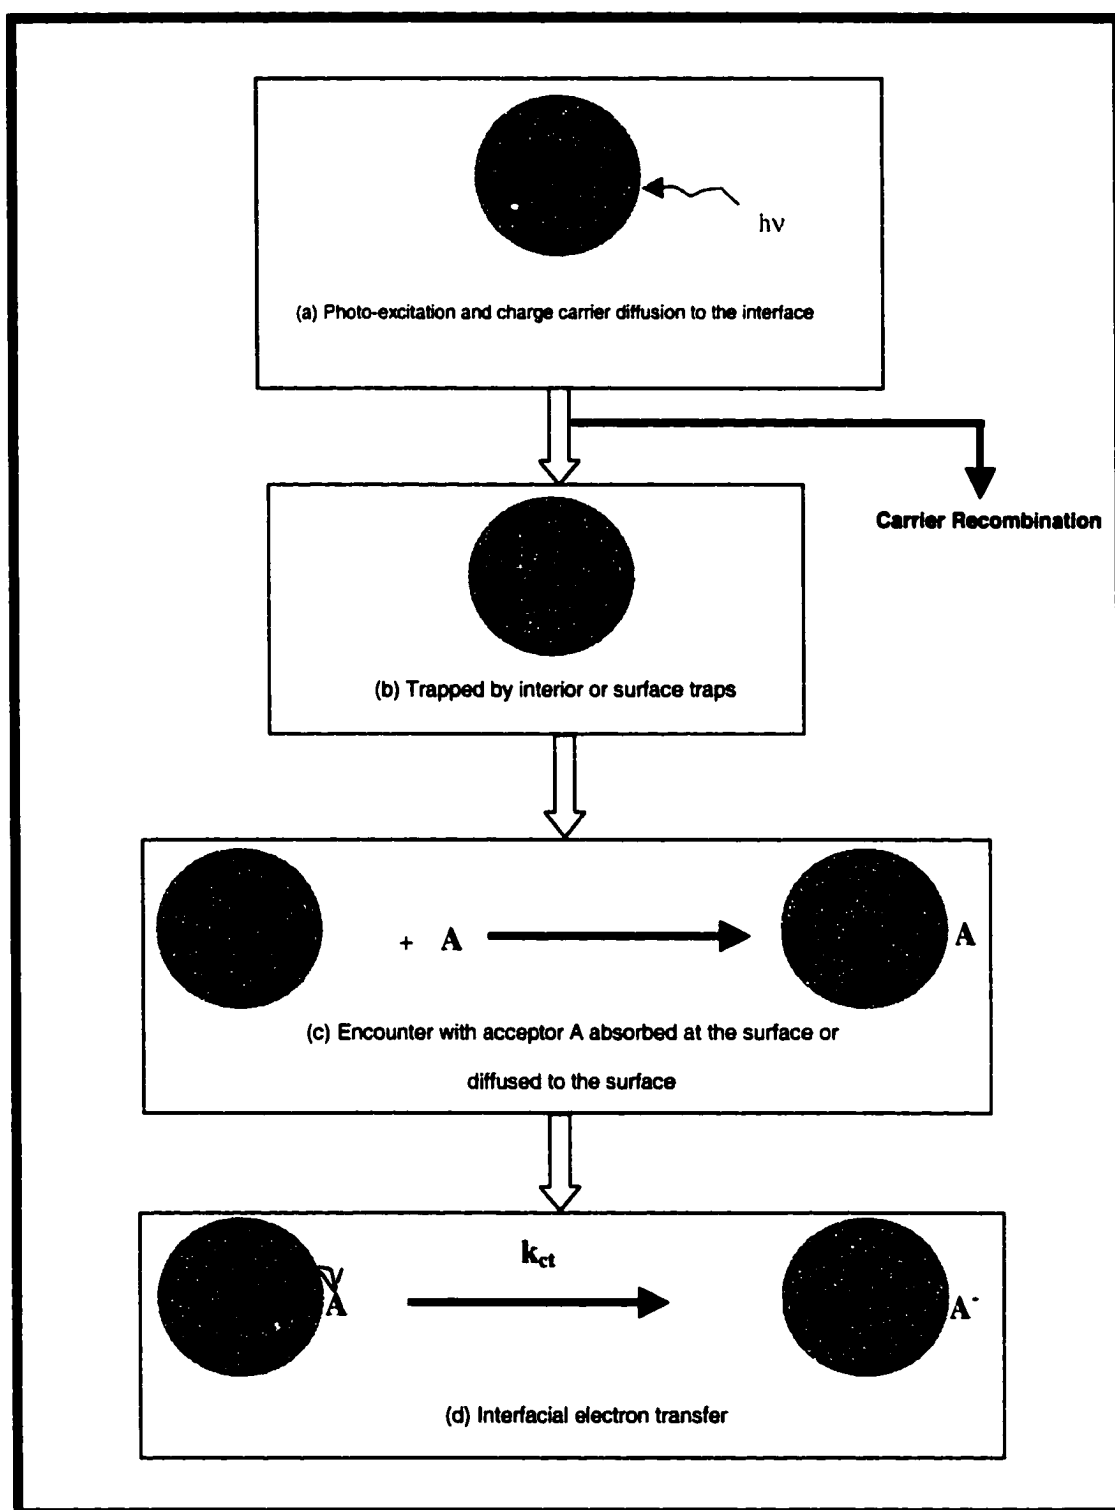 hν
(a) Photo-excitation and charge carrier diffusion to the interface
Carrier Recombination
(b) Trapped by interior or surface traps
+ A
A
(c) Encounter with acceptor A absorbed at the surface or
diffused to the surface
k_ct
A
A⁻
(d) Interfacial electron transfer